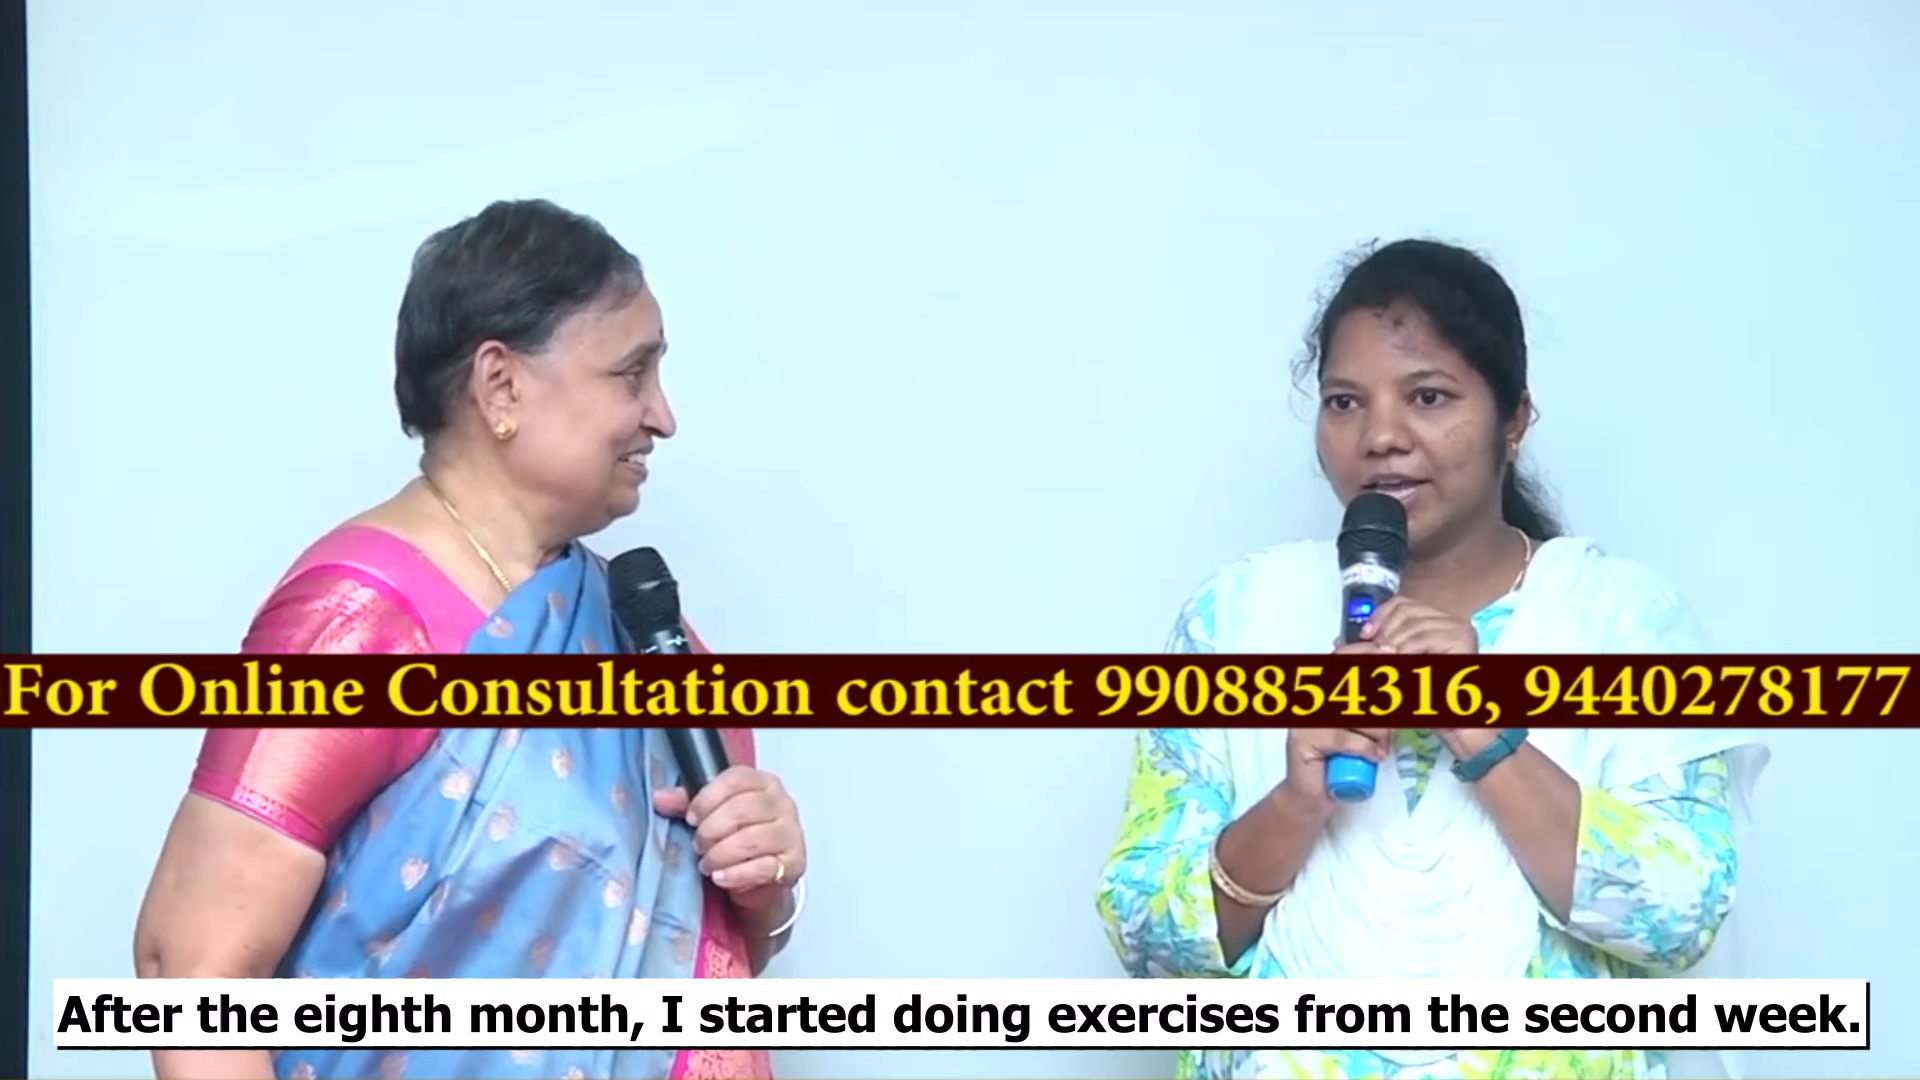 For Online Consultation contact 9908854316, 9440278177
After the eighth month, I started doing exercises from the second week.